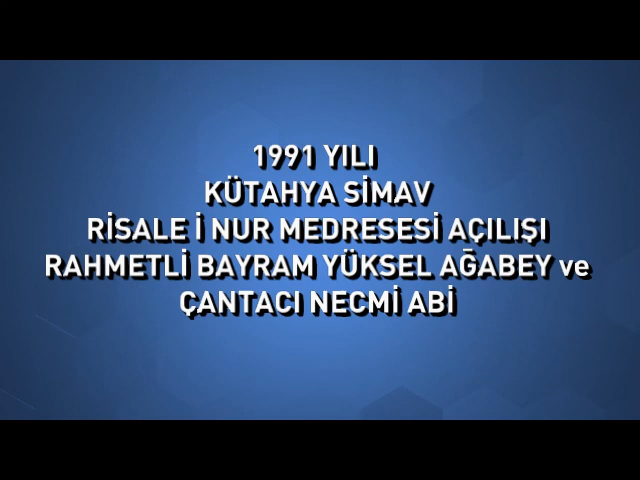 1991 YILI
KÜTAHYA SİMAV
RİSALE İ NUR MEDRESESİ AÇILIŞI
RAHMETLİ BAYRAM YÜKSEL AĞABEY ve
ÇANTACI NECMİ ABİ